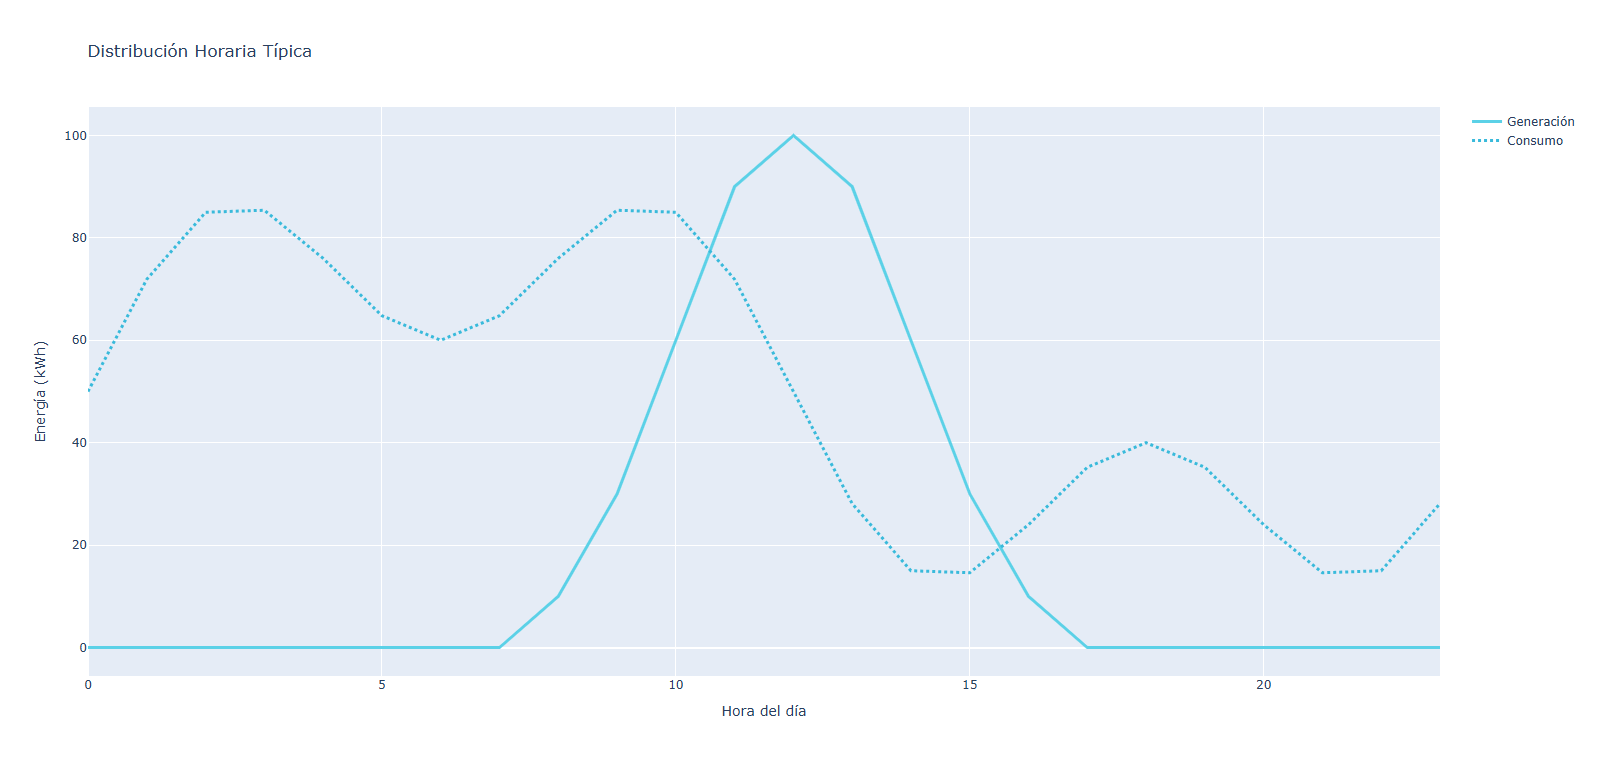 Distribución Horaria Típica
Generación
Consumo
100
80
60
40
20
0
Energía (kWh)
0 5 10 15 20
Hora del día